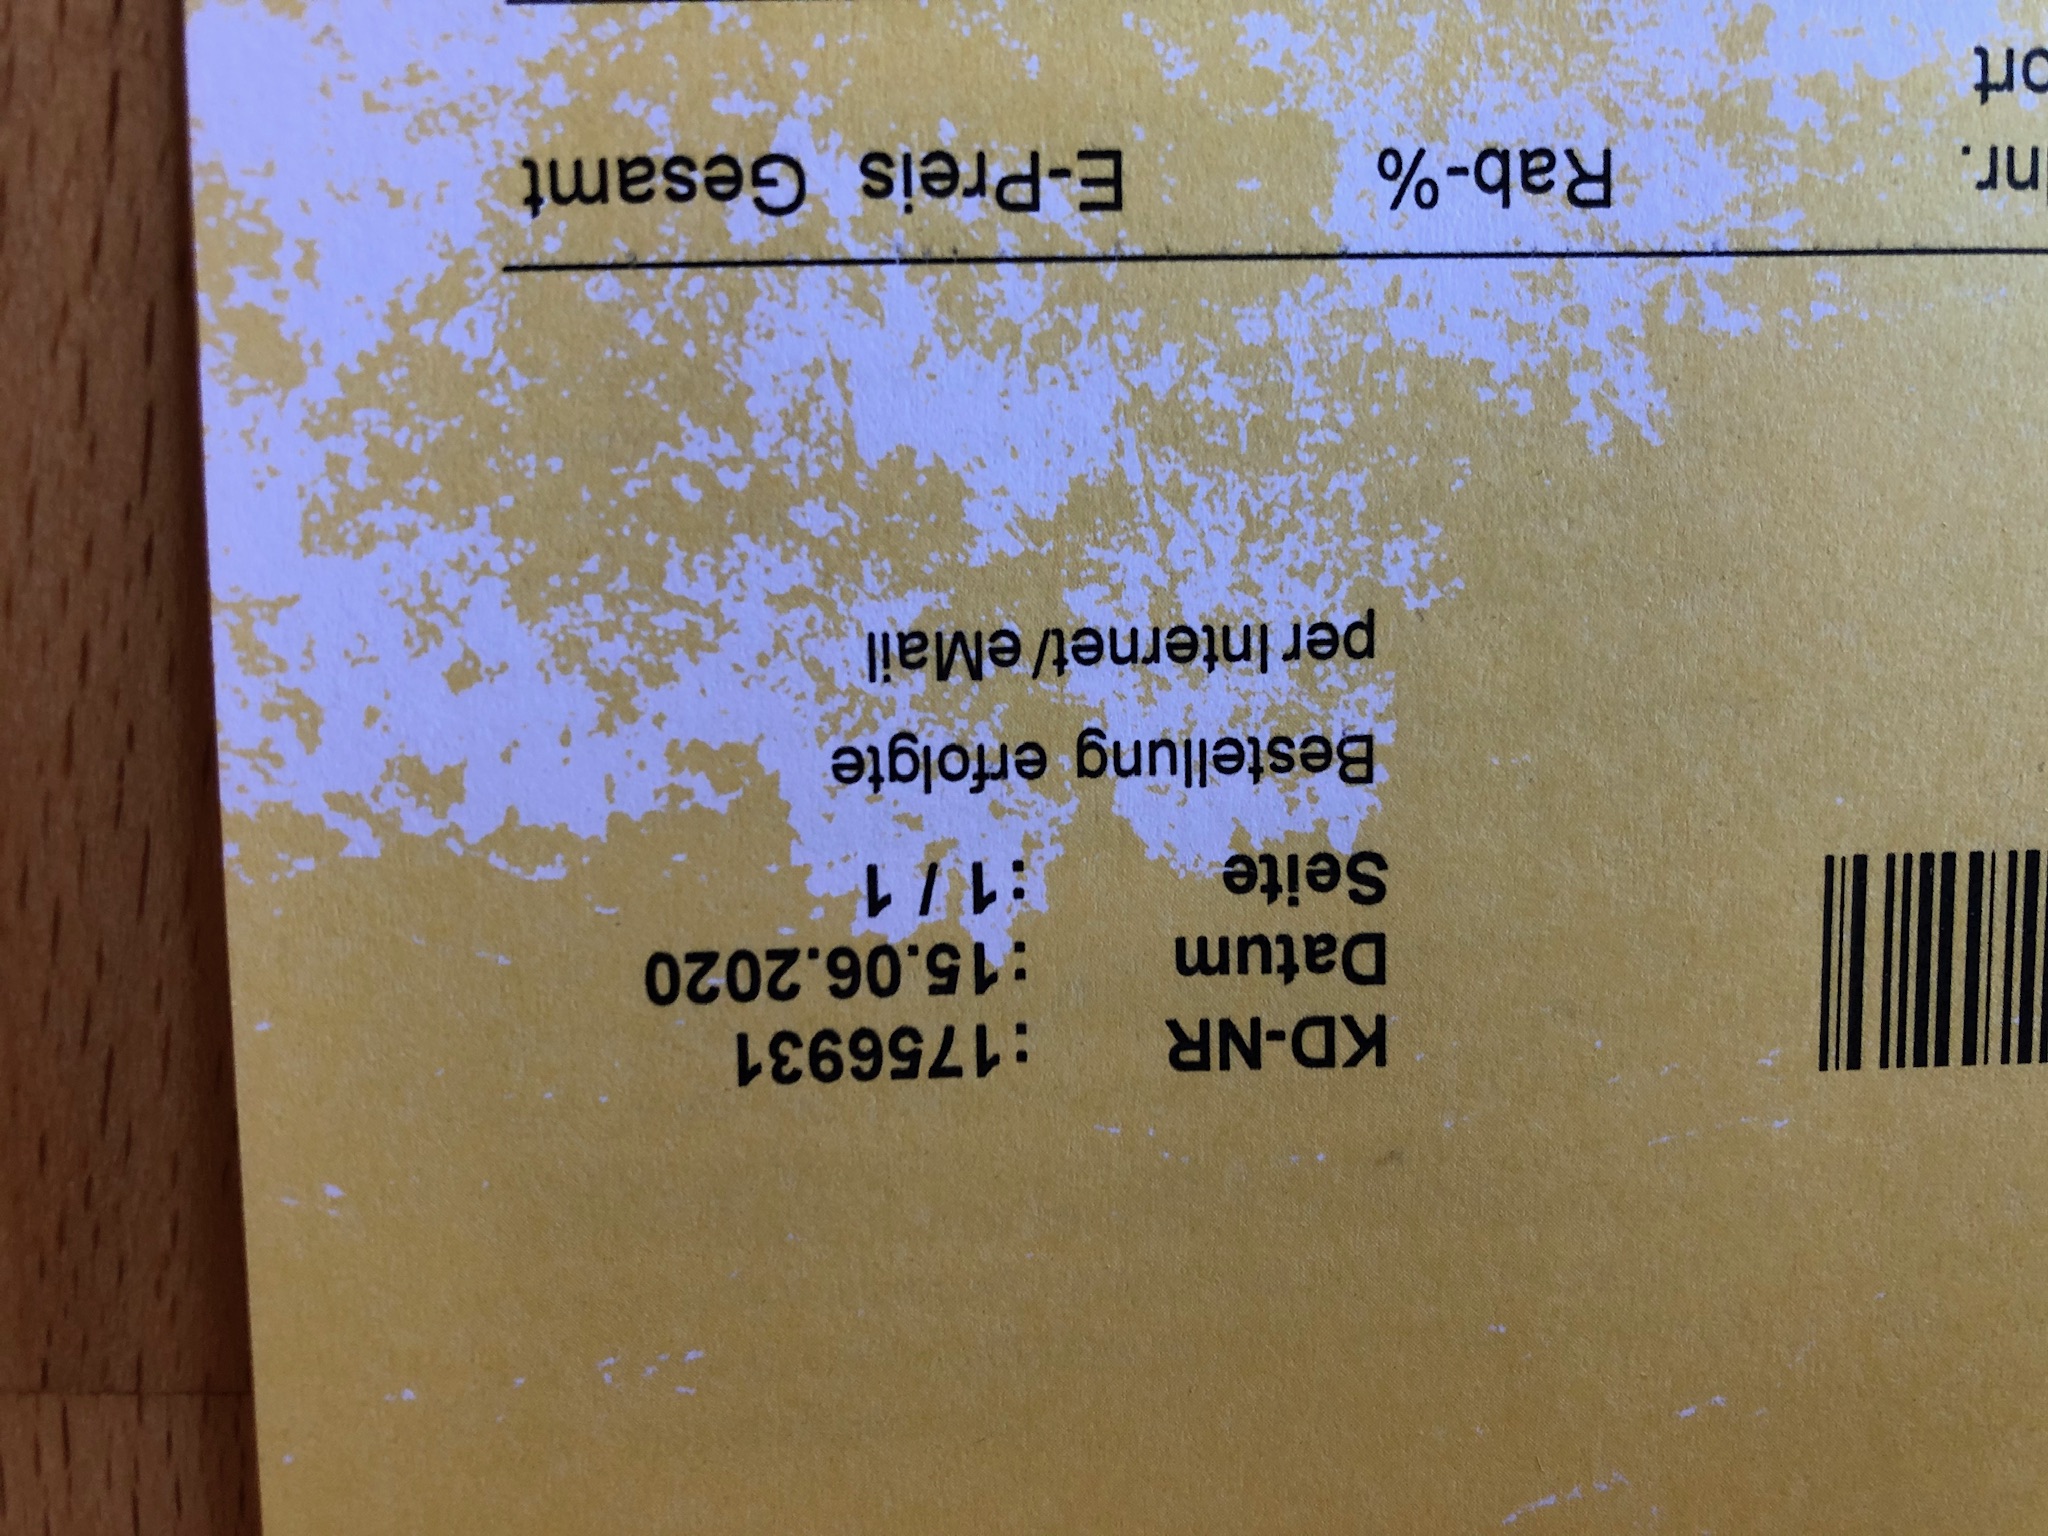 KD-NR :1756931
Datum :15.06.2020
Seite :1 / 1
Bestellung erfolgte
per Internet/eMail
Rab-% E-Preis Gesamt